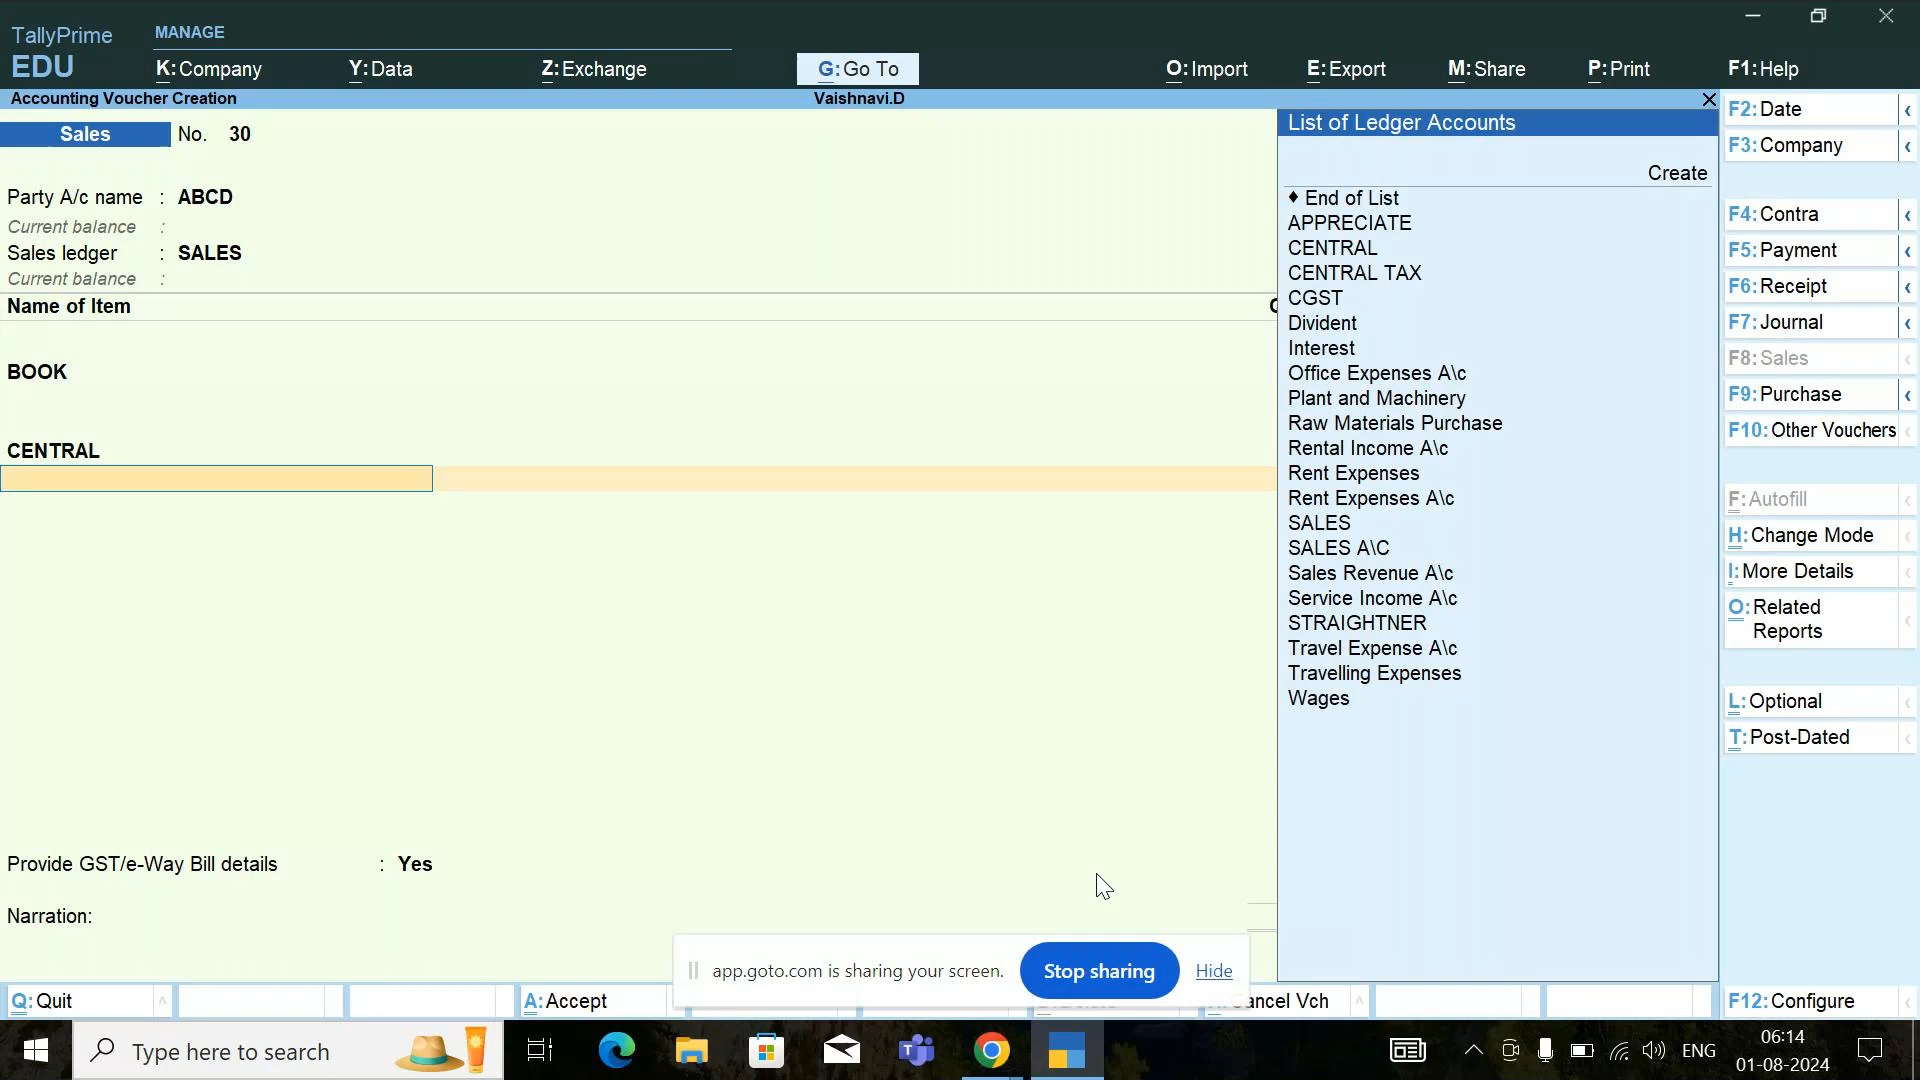 TallyPrime
EDU
MANAGE
K:Company
Y:Data
Z:Exchange
G:Go To
O:Import
E:Export
M:Share
P:Print
F1:Help
Accounting Voucher Creation
Vaishnavi.D
Sales No. 30
Party A/c name : ABCD
Current balance :
Sales ledger : SALES
Current balance :
Name of Item
BOOK
CENTRAL
Provide GST/e-Way Bill details : Yes
Narration:
List of Ledger Accounts
Create
♦ End of List
APPRECIATE
CENTRAL
CENTRAL TAX
CGST
Divident
Interest
Office Expenses A\c
Plant and Machinery
Raw Materials Purchase
Rental Income A\c
Rent Expenses
Rent Expenses A\c
SALES
SALES A\C
Sales Revenue A\c
Service Income A\c
STRAIGHTNER
Travel Expense A\c
Travelling Expenses
Wages
F2:Date
F3:Company
F4:Contra
F5:Payment
F6:Receipt
F7:Journal
F8:Sales
F9:Purchase
F10:Other Vouchers
F:Autofill
H:Change Mode
I:More Details
O:Related
Reports
L:Optional
T:Post-Dated
F12:Configure
app.goto.com is sharing your screen.
Stop sharing
Hide
Q:Quit
A:Accept
Cancel Vch
Type here to search
ENG
06:14
01-08-2024